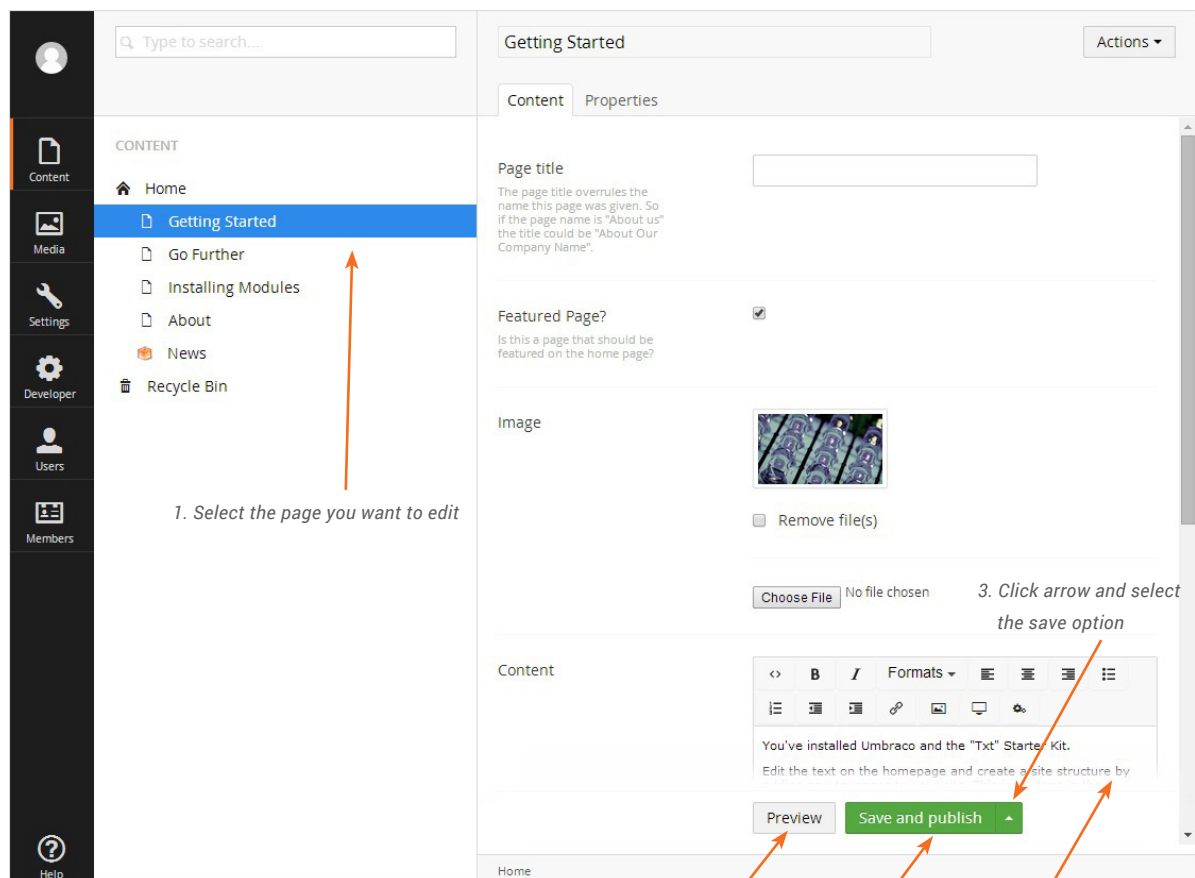 Type to search...
Getting Started
Actions
Content Properties
Content
Media
Settings
Developer
Users
Members
Help
CONTENT
Home
Getting Started
Go Further
Installing Modules
About
News
Recycle Bin
1. Select the page you want to edit
Page title
The page title overrules the
name this page was given. So
if the page name is "About us"
the title could be "About Our
Company Name".
Featured Page?
Is this a page that should be
featured on the home page?
Image
Remove file(s)
Choose File No file chosen
3. Click arrow and select
the save option
Content
B I Formats
You've installed Umbraco and the "Txt" Starter Kit.
Edit the text on the homepage and create a site structure by
Preview Save and publish
Home